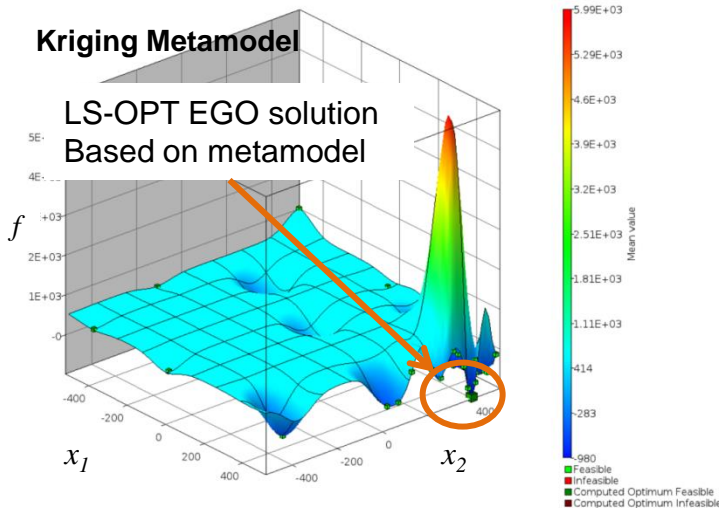 Kriging Metamodel
LS-OPT EGO solution
Based on metamodel
5E-
4E-
E+03
2E+03
1E+03
-0
f
-400
-200
0
200
400
x1
-400
-200
0
400
x2
5.99E+03
5.29E+03
4.6E+03
3.9E+03
3.2E+03
2.51E+03
1.81E+03
1.11E+03
414
-283
-980
Mean value
Feasible
Infeasible
Computed Optimum Feasible
Computed Optimum Infeasible